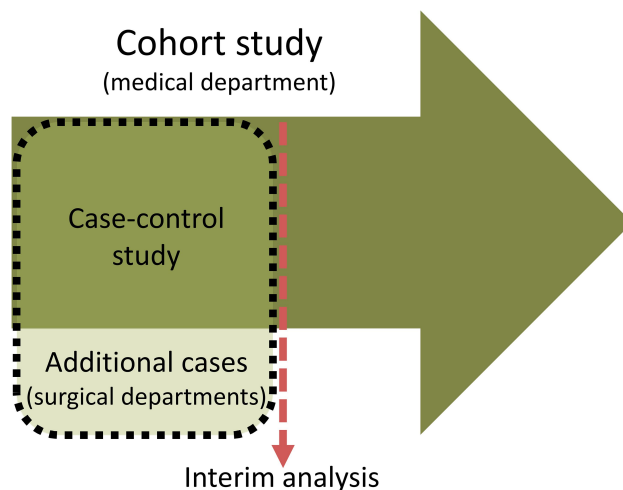 Cohort study
(medical department)
Case-control
study
Additional cases
(surgical departments)
Interim analysis